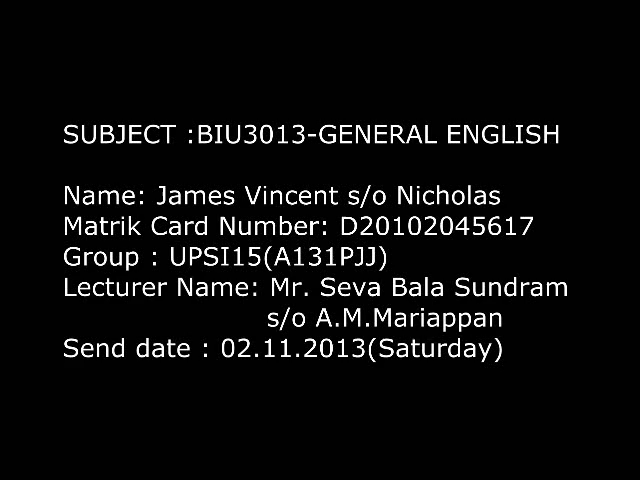 SUBJECT :BIU3013-GENERAL ENGLISH
Name: James Vincent s/o Nicholas
Matrik Card Number: D20102045617
Group : UPSI15(A131PJJ)
Lecturer Name: Mr. Seva Bala Sundram
s/o A.M.Mariappan
Send date : 02.11.2013(Saturday)